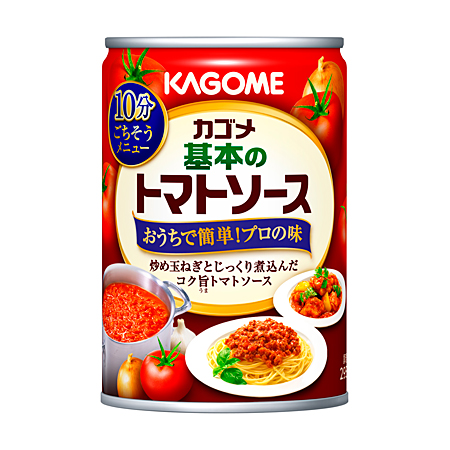 KAGOME
10分
ごちそう
メニュー
カゴメ
基本の
トマトソース
おうちで簡単!プロの味
炒め玉ねぎとじっくり煮込んだ
コク旨トマトソース
うま